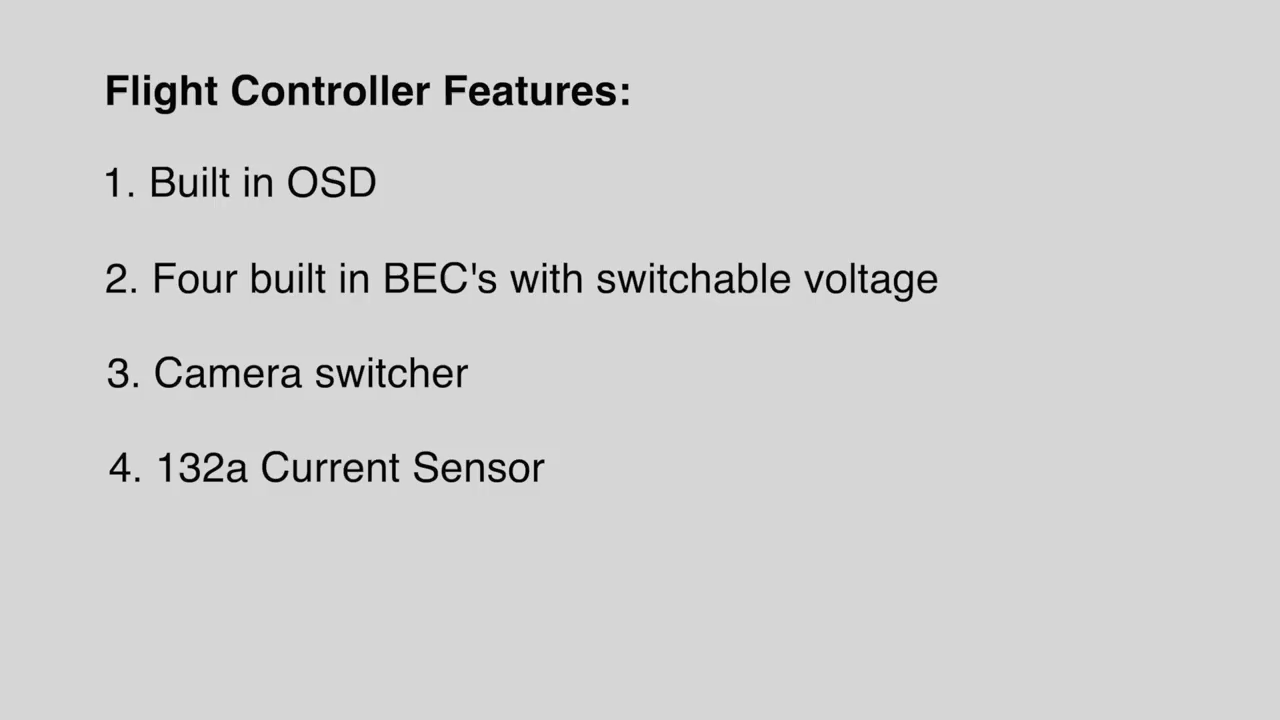 Flight Controller Features:
1. Built in OSD
2. Four built in BEC's with switchable voltage
3. Camera switcher
4. 132a Current Sensor